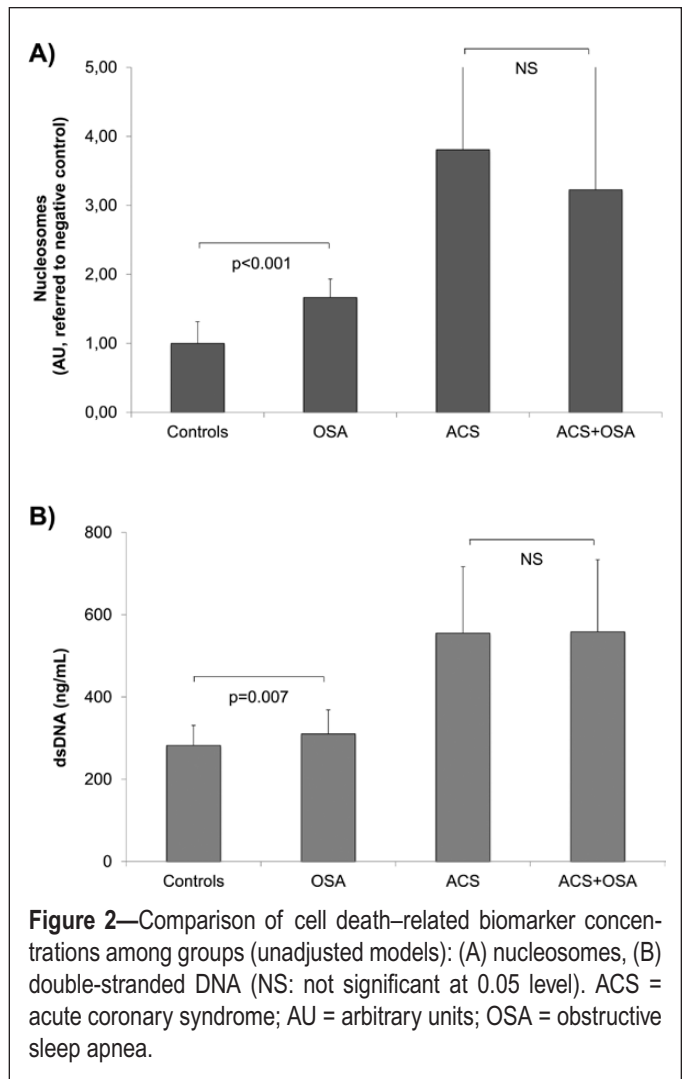 A)
5,00
4,00
3,00
2,00
1,00
0,00
Nucleosomes
(AU, referred to negative control)
p<0.001
NS
Controls OSA ACS ACS+OSA
B)
800
600
400
200
0
dsDNA (ng/mL)
p=0.007
NS
Controls OSA ACS ACS+OSA
Figure 2—Comparison of cell death–related biomarker concen-
trations among groups (unadjusted models): (A) nucleosomes, (B)
double-stranded DNA (NS: not significant at 0.05 level). ACS =
acute coronary syndrome; AU = arbitrary units; OSA = obstructive
sleep apnea.